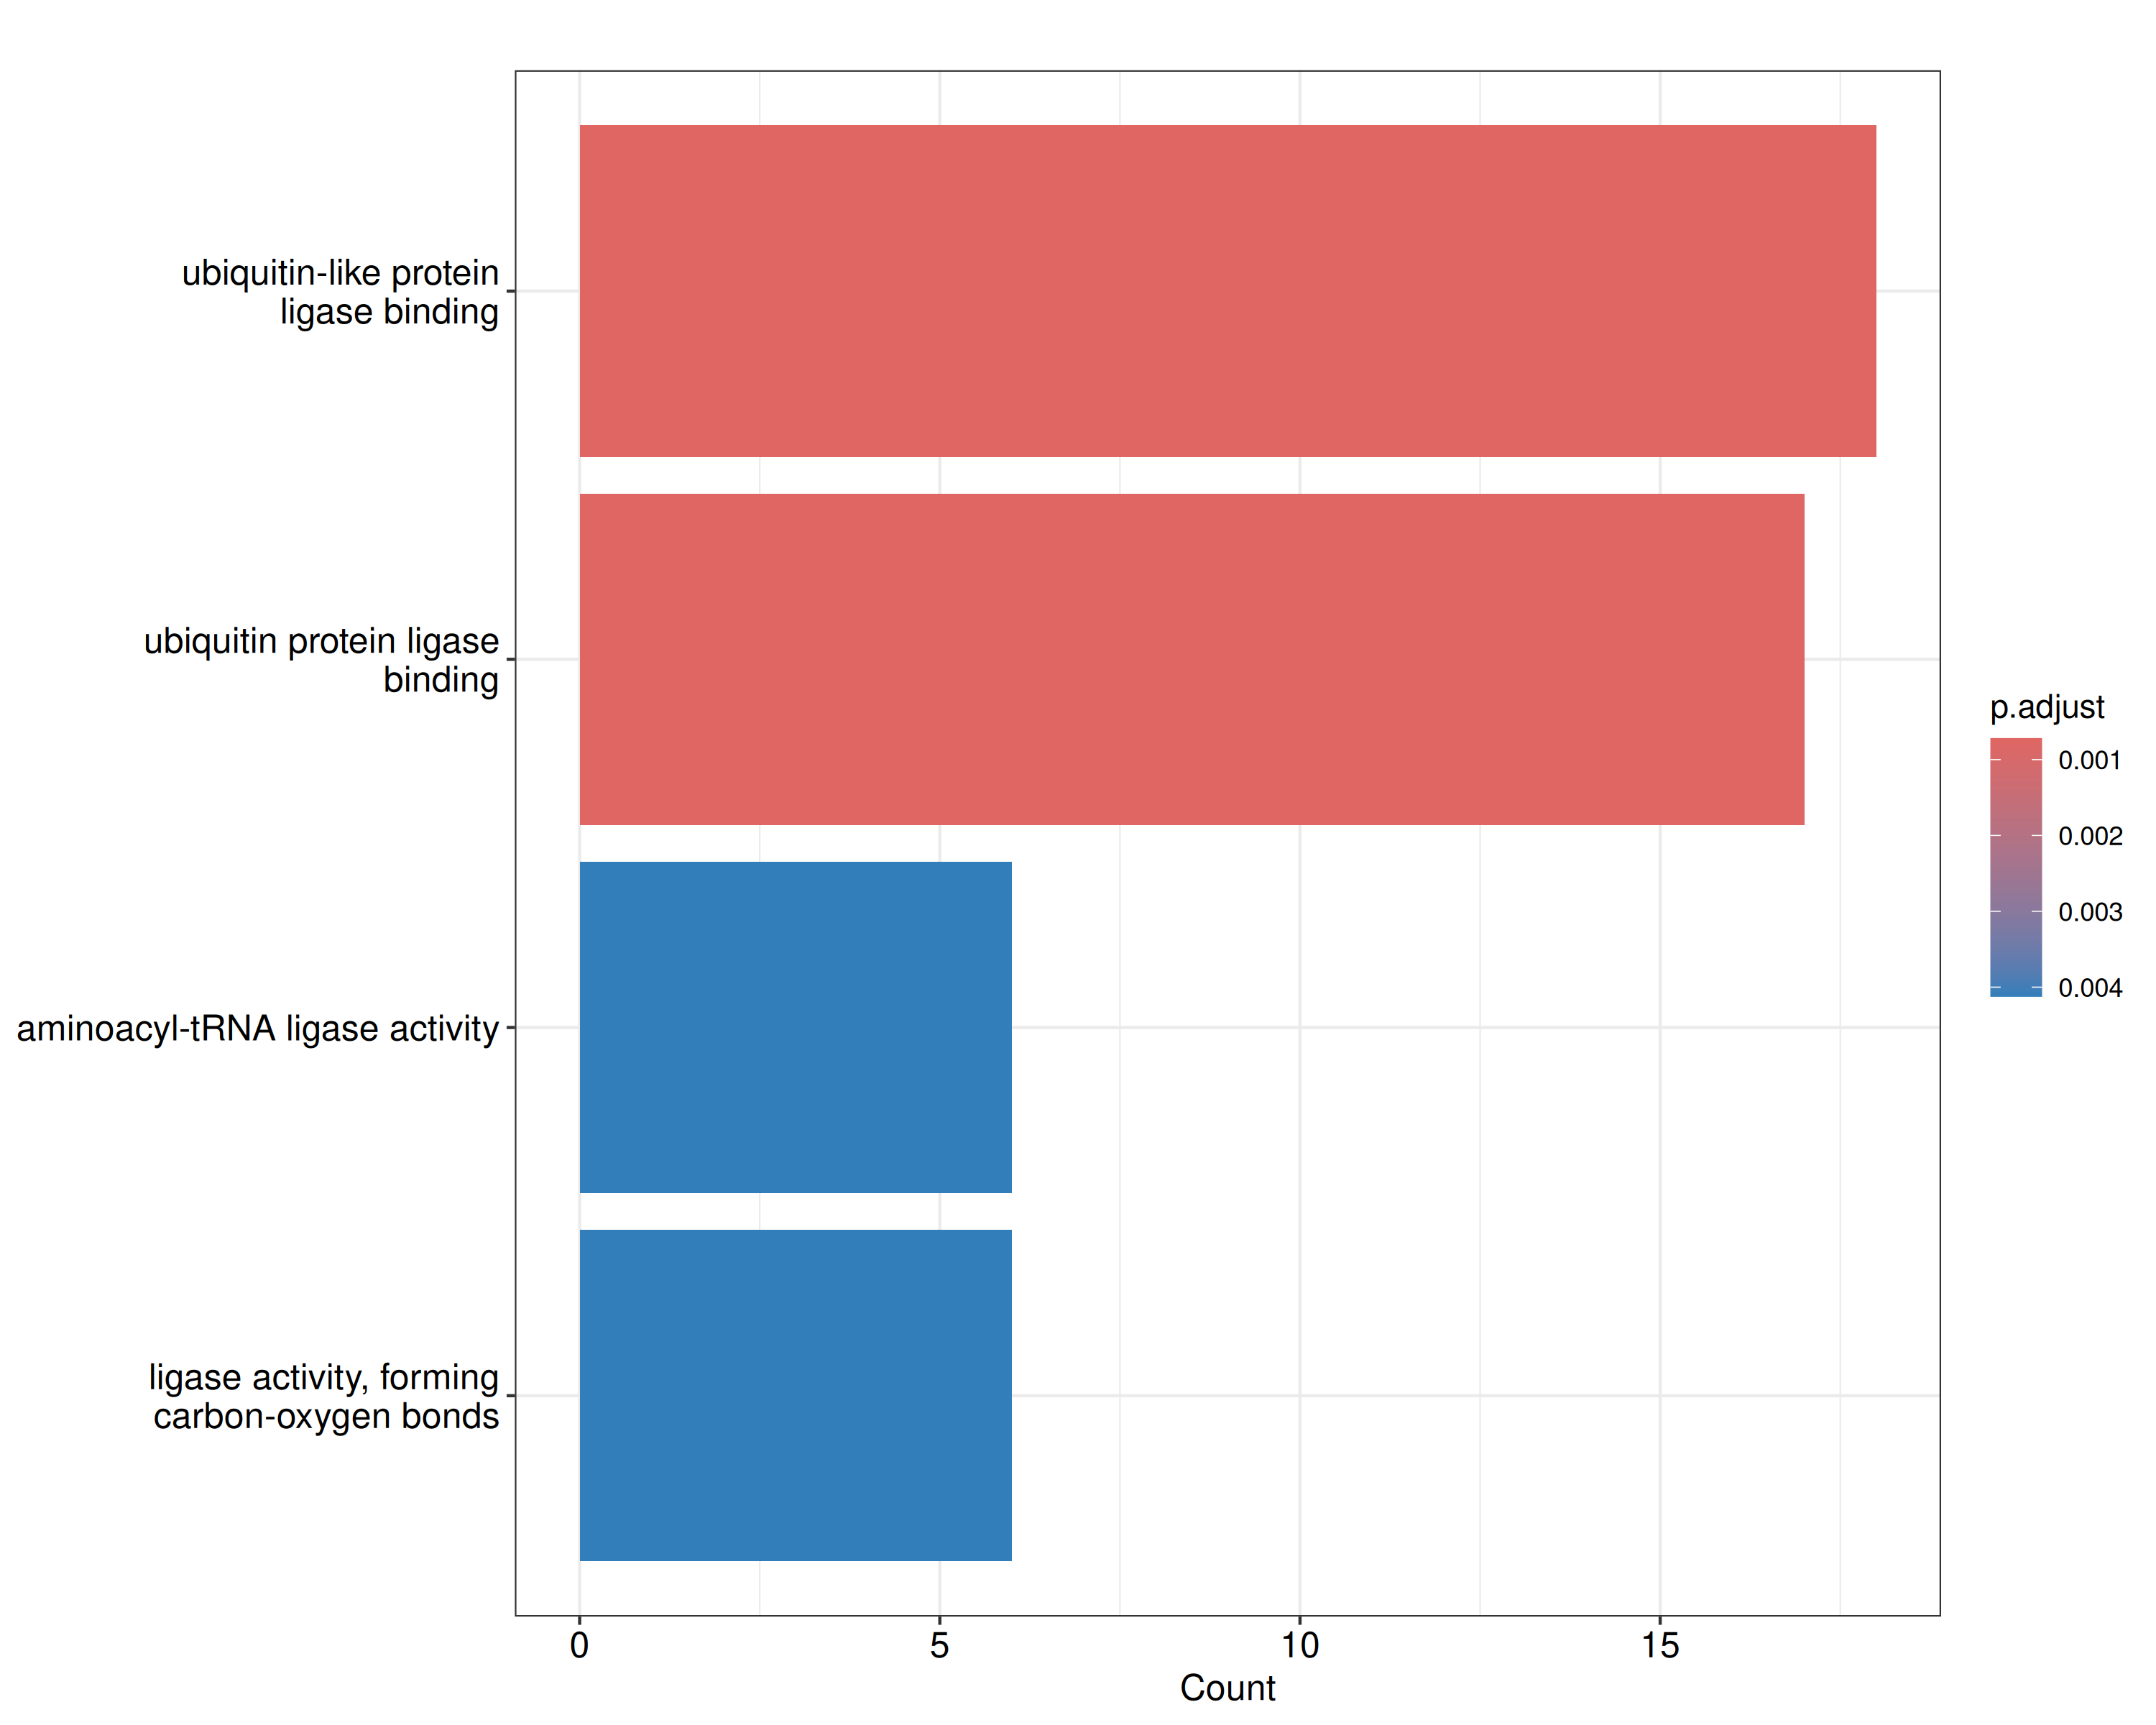 ubiquitin-like protein
ligase binding
ubiquitin protein ligase
binding
aminoacyl-tRNA ligase activity
ligase activity, forming
carbon-oxygen bonds
0
5
10
15
Count
p.adjust
0.001
0.002
0.003
0.004